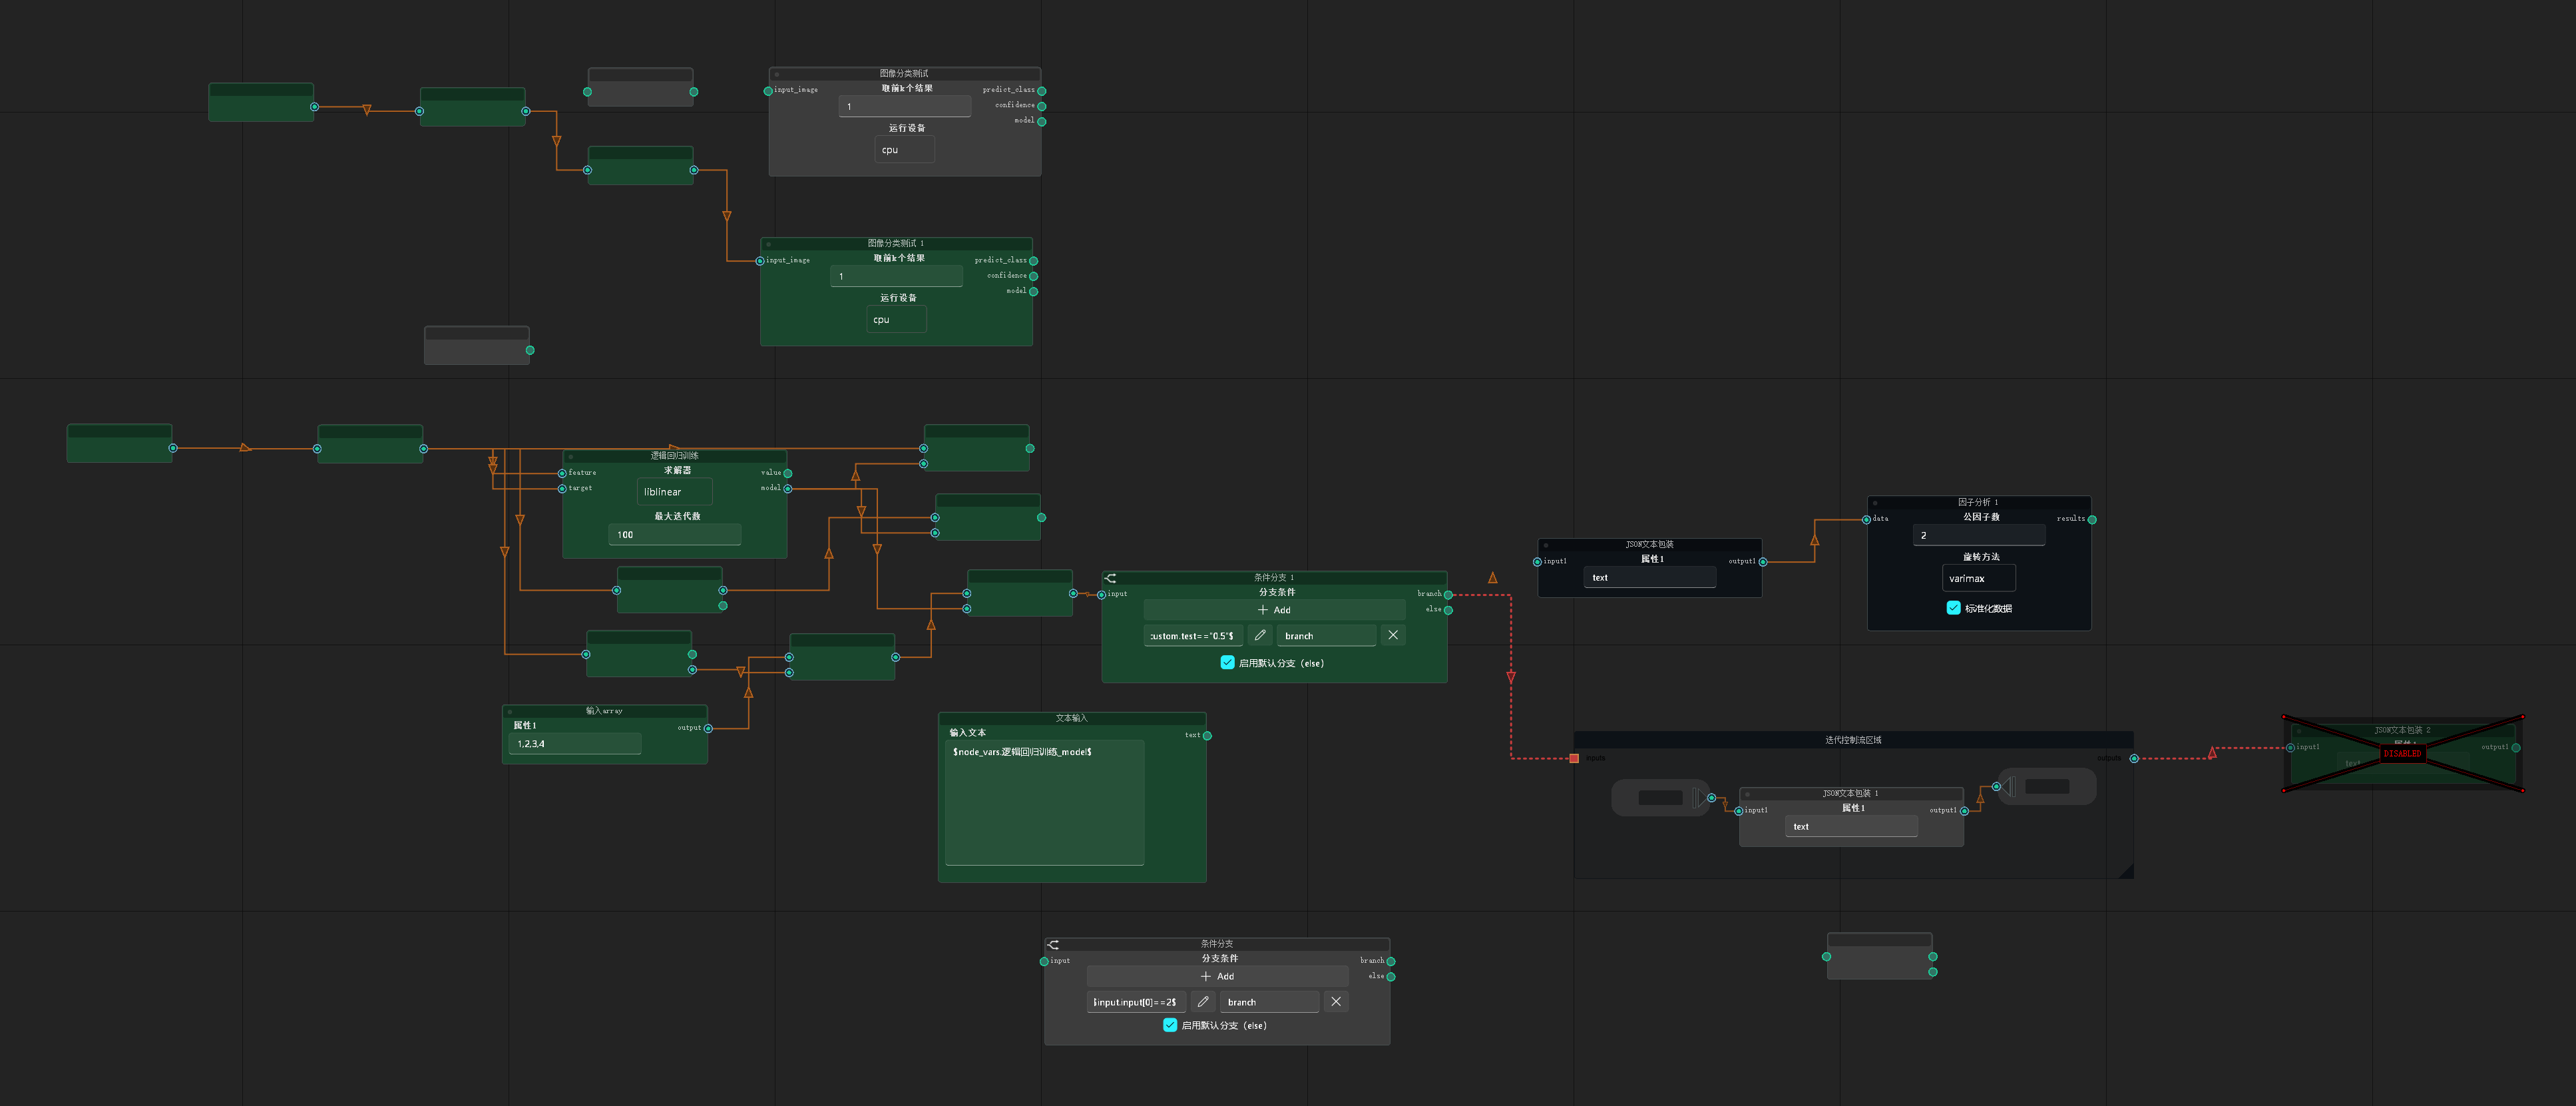 图像分类测试
input_image
取前k个结果
predict_class
1
confidence
model
运行设备
cpu
图像分类测试 1
input_image
取前k个结果
predict_class
1
confidence
model
运行设备
cpu
逻辑回归训练
feature
求解器
value
target
liblinear
model
最大迭代数
100
输入array
属性1
output
1,2,3,4
条件分支 1
input
分支条件
branch
Add
else
:ustom.test=="0.5"$
branch
启用默认分支（else）
JSON文本包装
input1
属性1
output1
text
因子分析 1
data
公因子数
results
2
旋转方法
varimax
标准化数据
文本输入
输入文本
text
$node_vars.逻辑回归训练_model$
迭代控制流区域
inputs
outputs
JSON文本包装 1
input1
属性1
output1
text
JSON文本包装 2
input1
属性1
output1
text
DISABLED
条件分支
input
分支条件
branch
Add
else
$input.input[0]==2$
branch
启用默认分支（else）